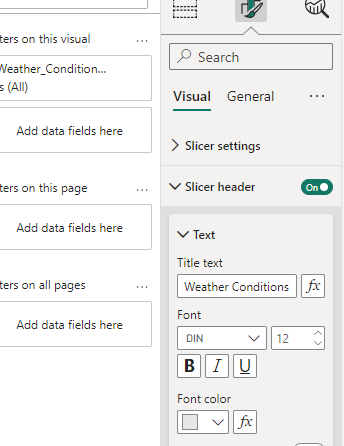 ters on this visual ...
Weather_Condition...
s (All)
Add data fields here
ters on this page ...
Add data fields here
ters on all pages ...
Add data fields here
Search
Visual General ...
Slicer settings
Slicer header On
Text
Title text
Weather Conditions fx
Font
DIN 12
B I U
Font color
fx